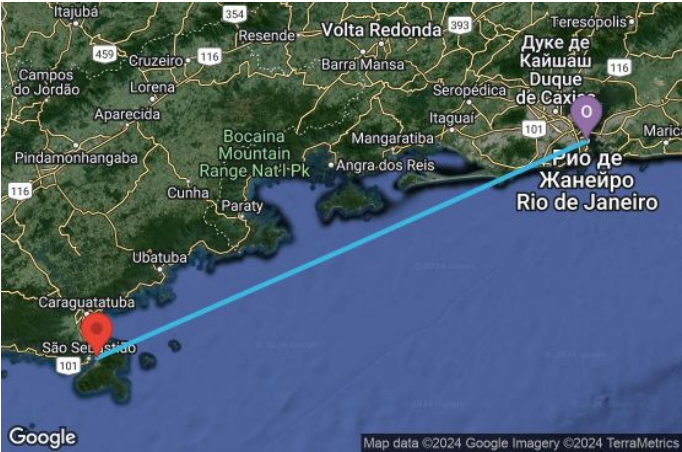 Itajubá
354
Teresópolis
Resende
Volta Redonda
393
459
Cruzeiro
116
Barra Mansa
Дуке де
Кайшаш
Duque
de Caxias
116
Campos
do Jordão
Lorena
Seropédica
Aparecida
Itaguaí
101
O
Bocaina
Mountain
Range Nat'l Pk
Mangaratiba
Maric
Pindamonhangaba
Angra dos Reis
Рио де
Жанейро
Rio de Janeiro
116
Cunha
Paraty
Ubatuba
Caraguatatuba
São Sebastião
101
Google
Map data ©2024 Google Imagery ©2024 TerraMetrics